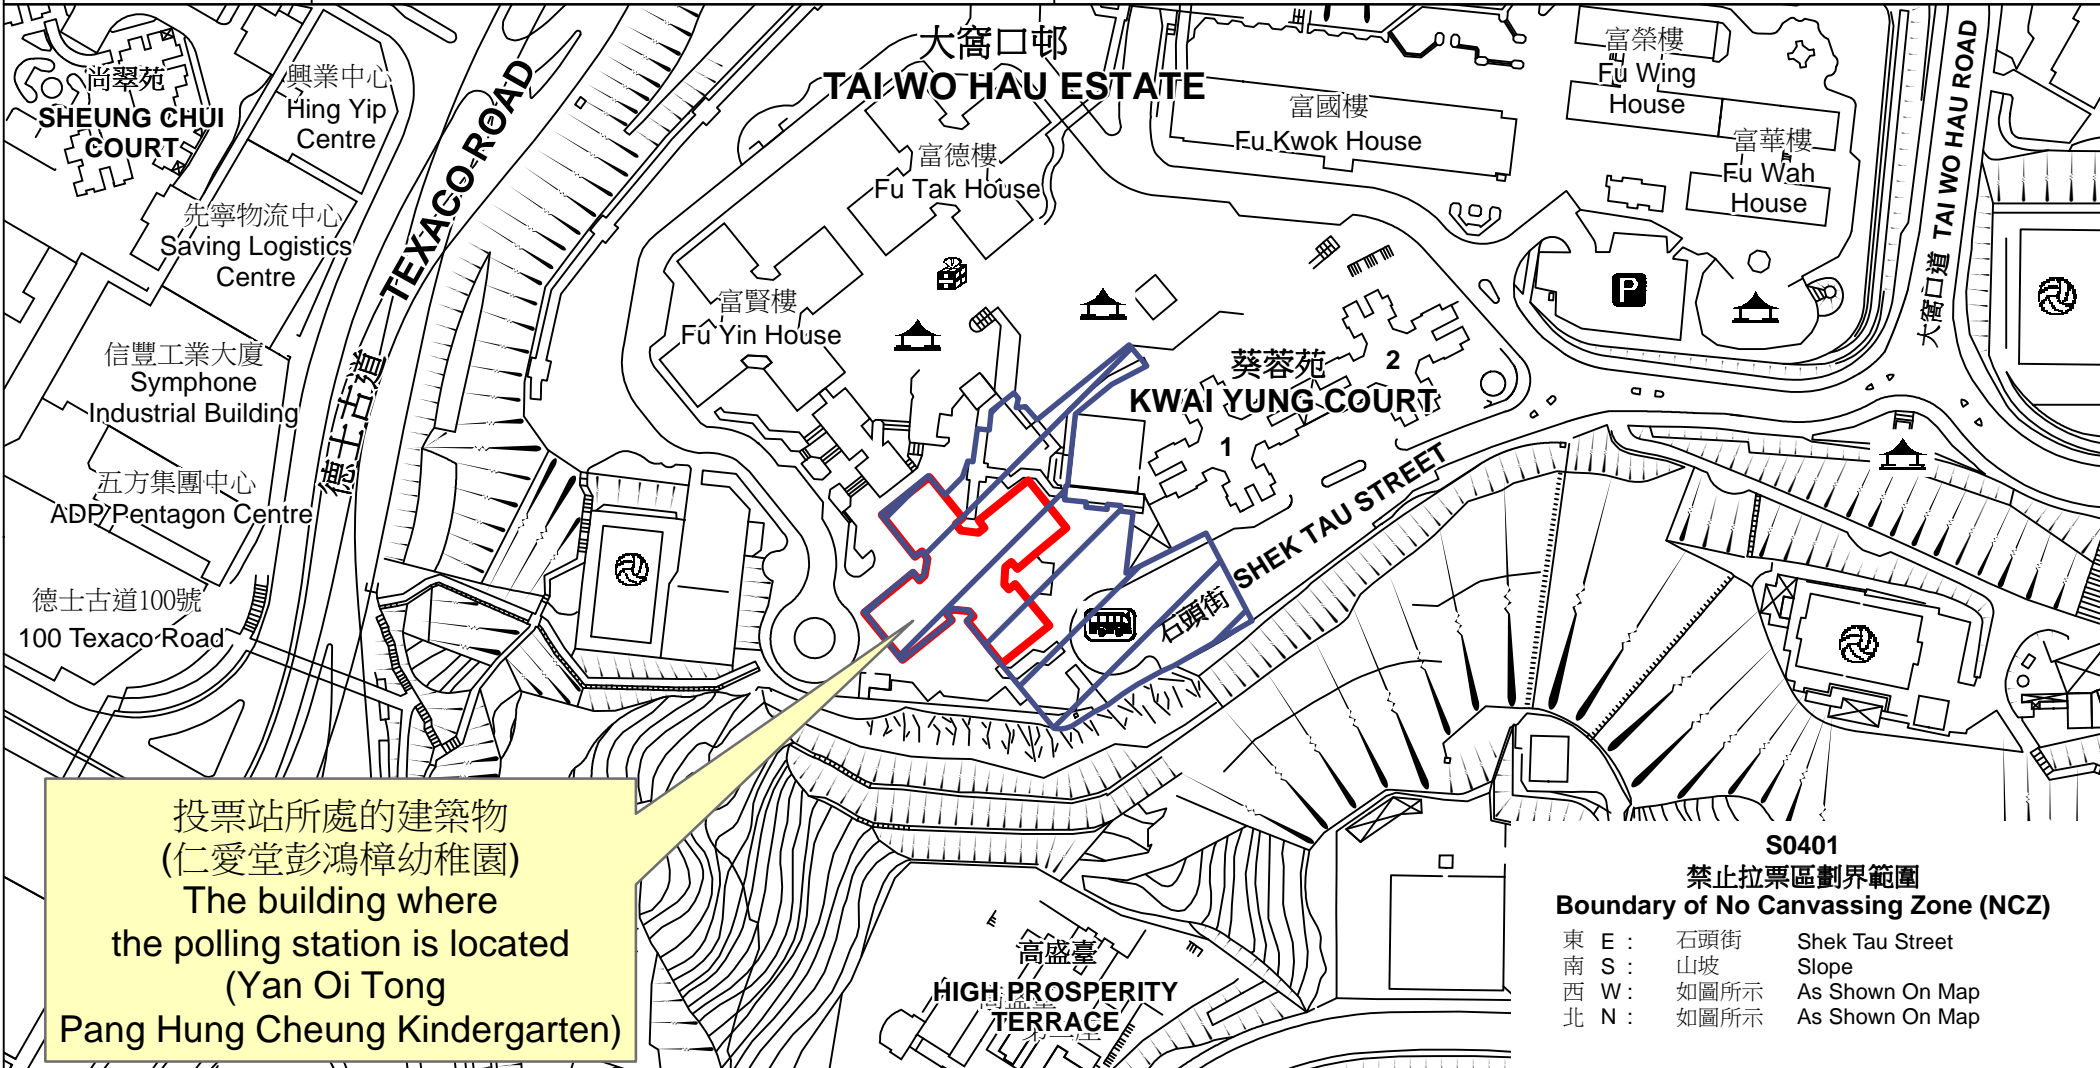 大窩口邨
TAI WO HAU ESTATE
尚翠苑
SHEUNG CHUI
COURT
興業中心
Hing Yip
Centre
德士古道 TEXACO ROAD
先寧物流中心
Saving Logistics
Centre
信豐工業大廈
Symphone
Industrial Building
五方集團中心
ADP Pentagon Centre
德士古道100號
100 Texaco Road
富德樓
Fu Tak House
富賢樓
Fu Yin House
富國樓
Fu Kwok House
富榮樓
Fu Wing
House
富華樓
Fu Wah
House
大窩口道 TAI WO HAU ROAD
P
葵蓉苑
KWAI YUNG COURT
2
1
石頭街 SHEK TAU STREET
高盛臺
HIGH PROSPERITY
TERRACE
投票站所處的建築物
(仁愛堂彭鴻樟幼稚園)
The building where
the polling station is located
(Yan Oi Tong
Pang Hung Cheung Kindergarten)
S0401
禁止拉票區劃界範圍
Boundary of No Canvassing Zone (NCZ)
東 E : 石頭街 Shek Tau Street
南 S : 山坡 Slope
西 W : 如圖所示 As Shown On Map
北 N : 如圖所示 As Shown On Map